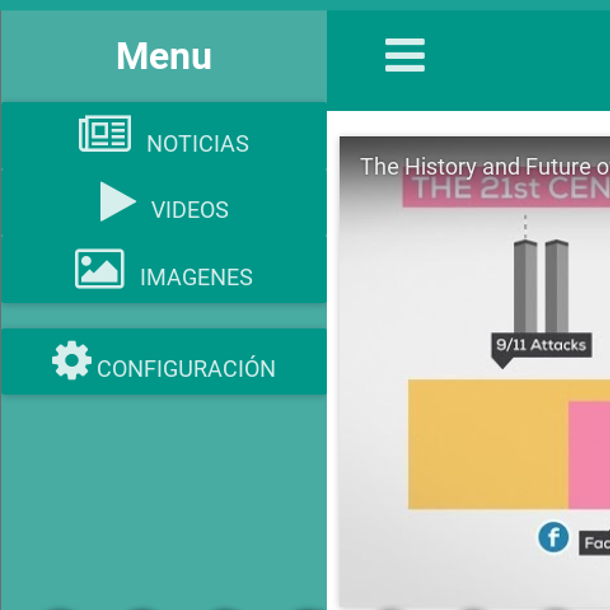 Menu
NOTICIAS
VIDEOS
IMAGENES
CONFIGURACIÓN
The History and Future o
THE 21st CEN
9/11 Attacks
f
Fac